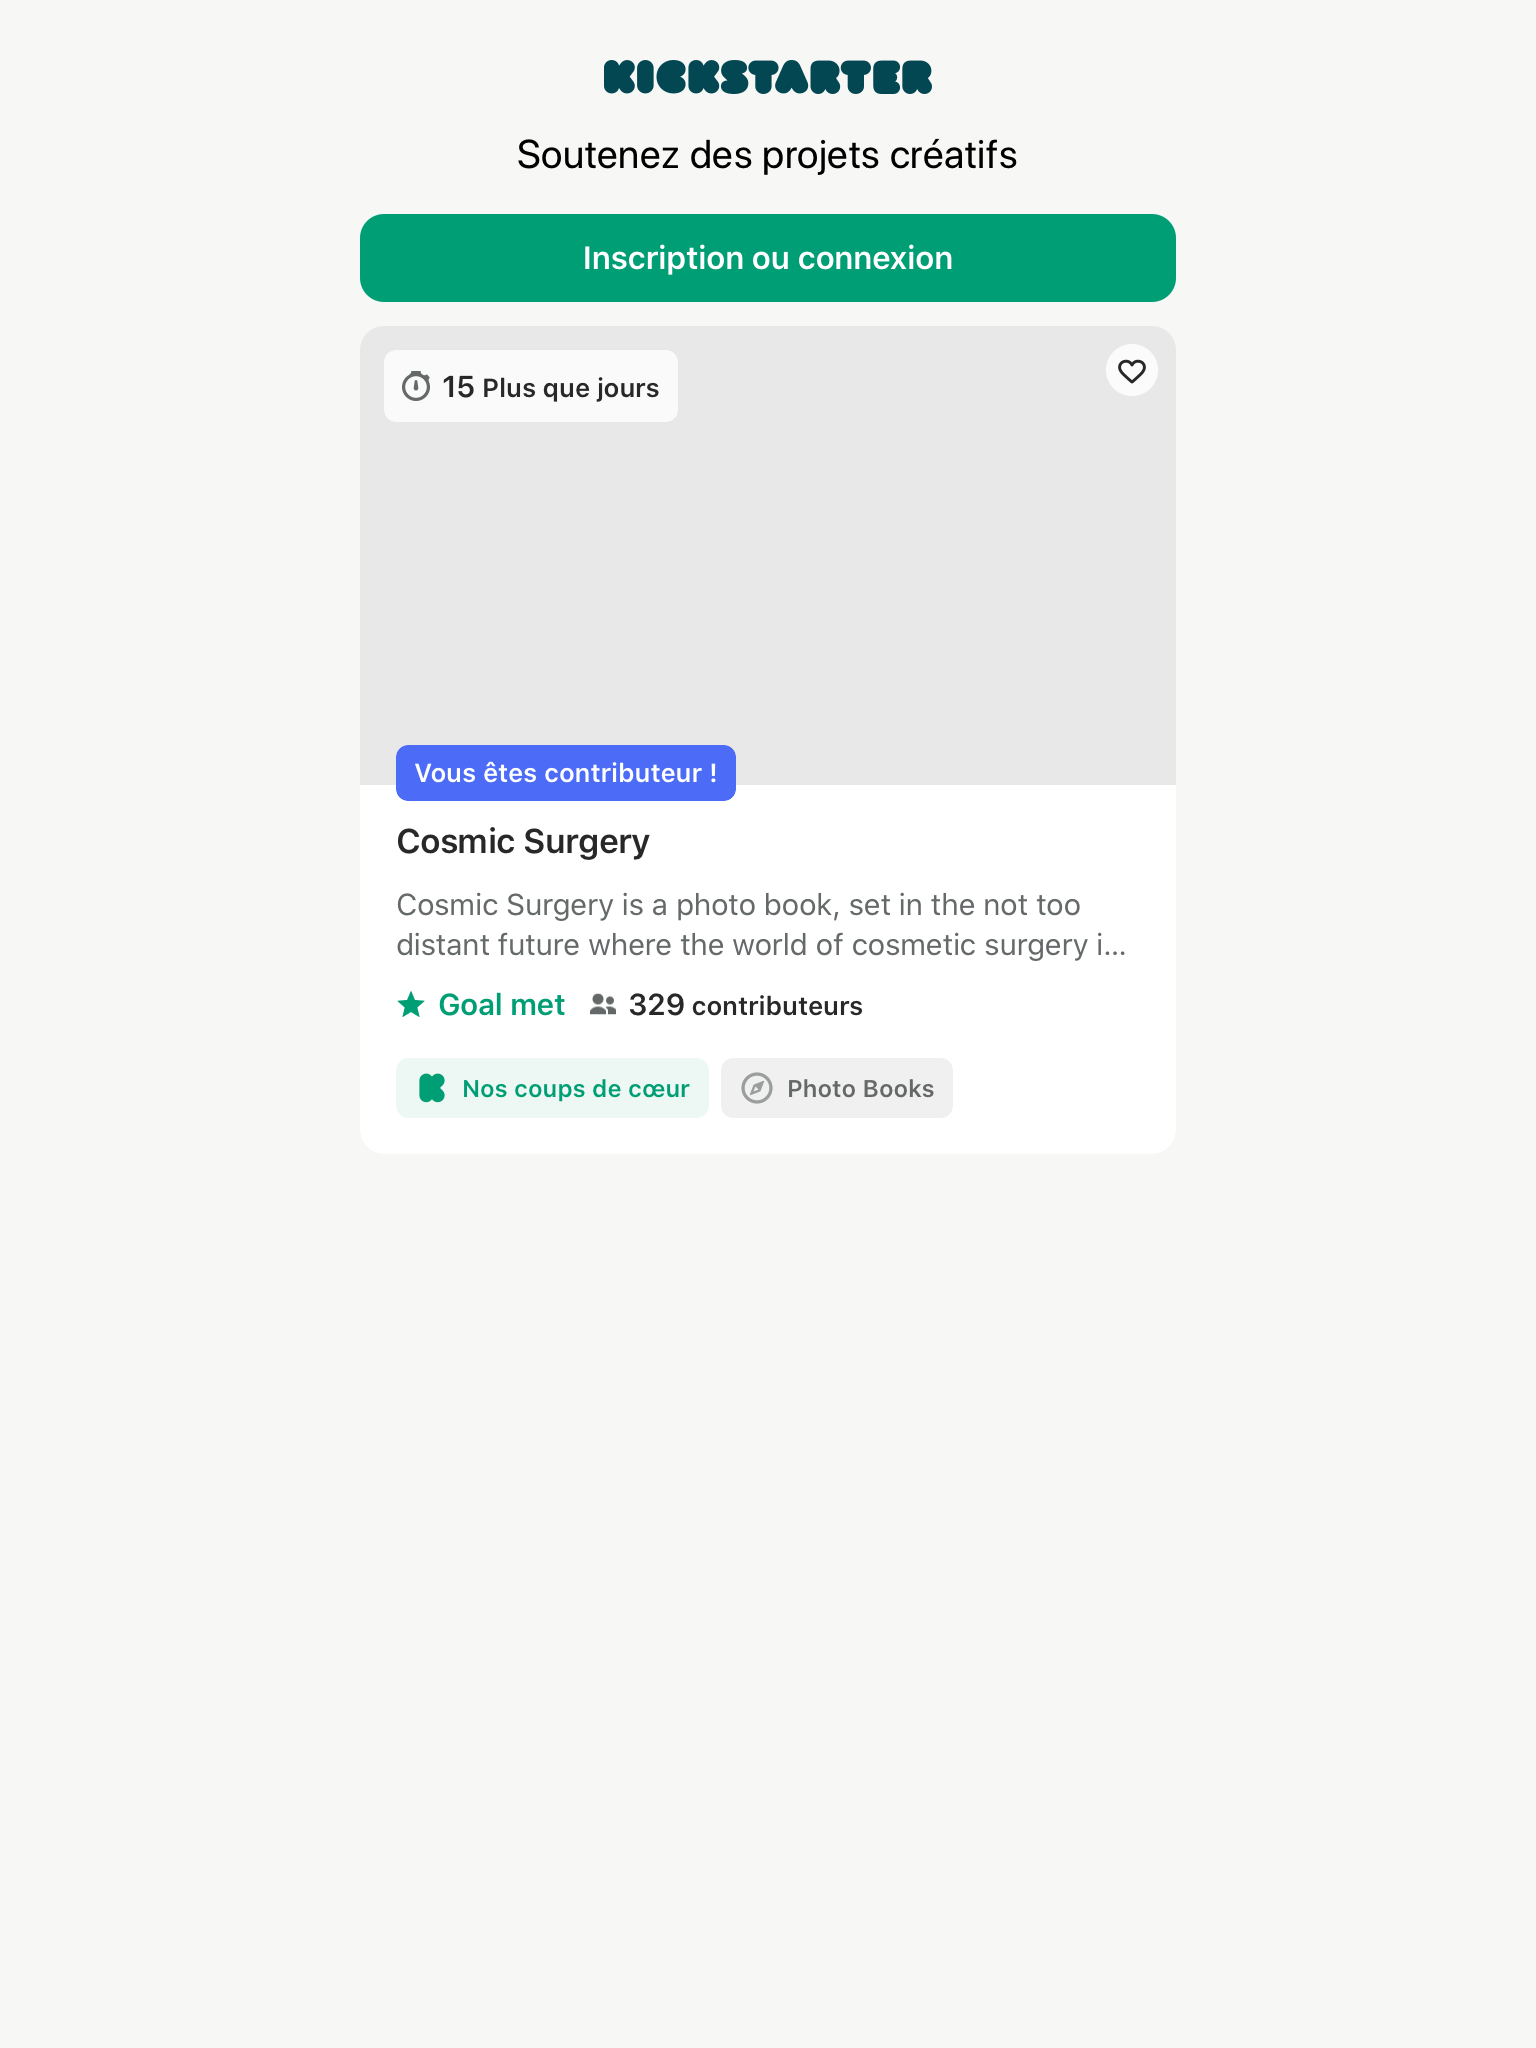 KICKSTARTER
Soutenez des projets créatifs
Inscription ou connexion
15 Plus que jours
Vous êtes contributeur !
Cosmic Surgery
Cosmic Surgery is a photo book, set in the not too
distant future where the world of cosmetic surgery i...
Goal met 329 contributeurs
Nos coups de cœur Photo Books